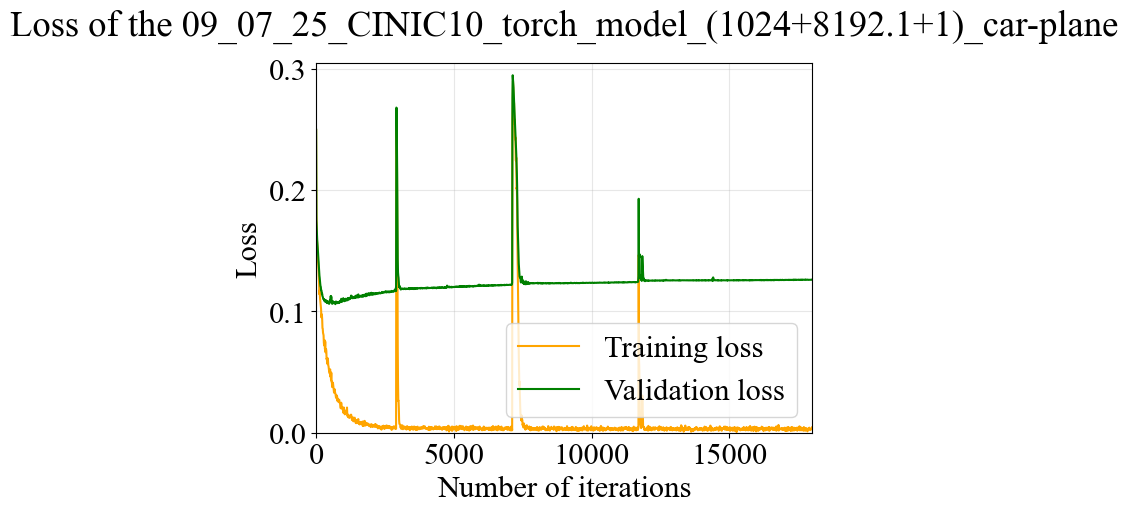 Loss of the 09_07_25_CINIC10_torch_model_(1024+8192.1+1)_car-plane
0.3
0.2
0.1
0.0
Loss
Training loss
Validation loss
0 5000 10000 15000
Number of iterations